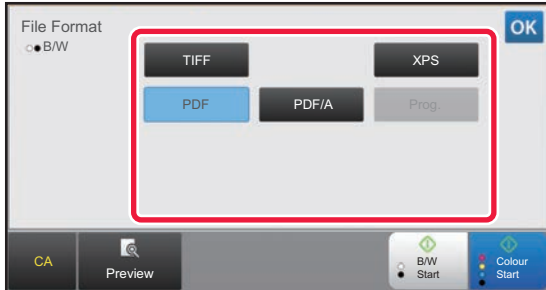 File Format
B/W
OK
TIFF
XPS
PDF
PDF/A
Prog.
CA
Preview
B/W
Start
Colour
Start